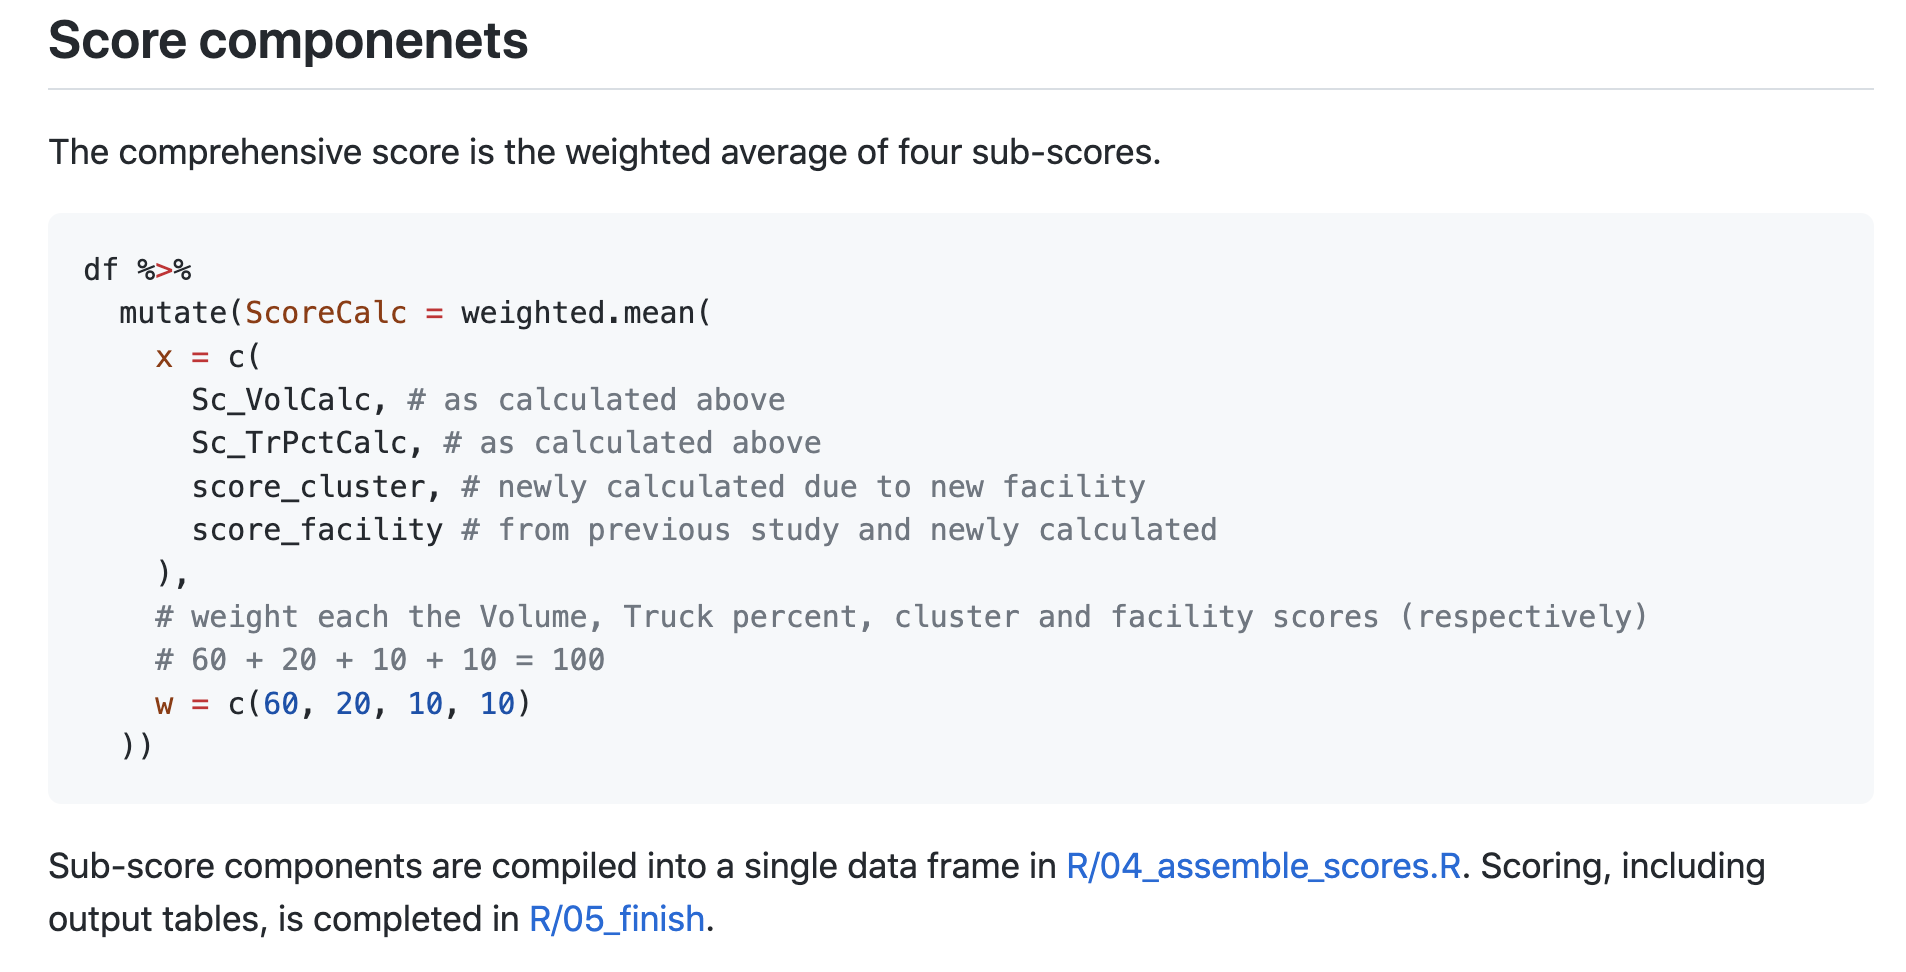 Score componenets
The comprehensive score is the weighted average of four sub-scores.
df %>%
  mutate(ScoreCalc = weighted.mean(
    x = c(
      Sc_VolCalc, # as calculated above
      Sc_TrPctCalc, # as calculated above
      score_cluster, # newly calculated due to new facility
      score_facility # from previous study and newly calculated
    ),
    # weight each the Volume, Truck percent, cluster and facility scores (respectively)
    # 60 + 20 + 10 + 10 = 100
    w = c(60, 20, 10, 10)
  ))
Sub-score components are compiled into a single data frame in R/04_assemble_scores.R. Scoring, including
output tables, is completed in R/05_finish.